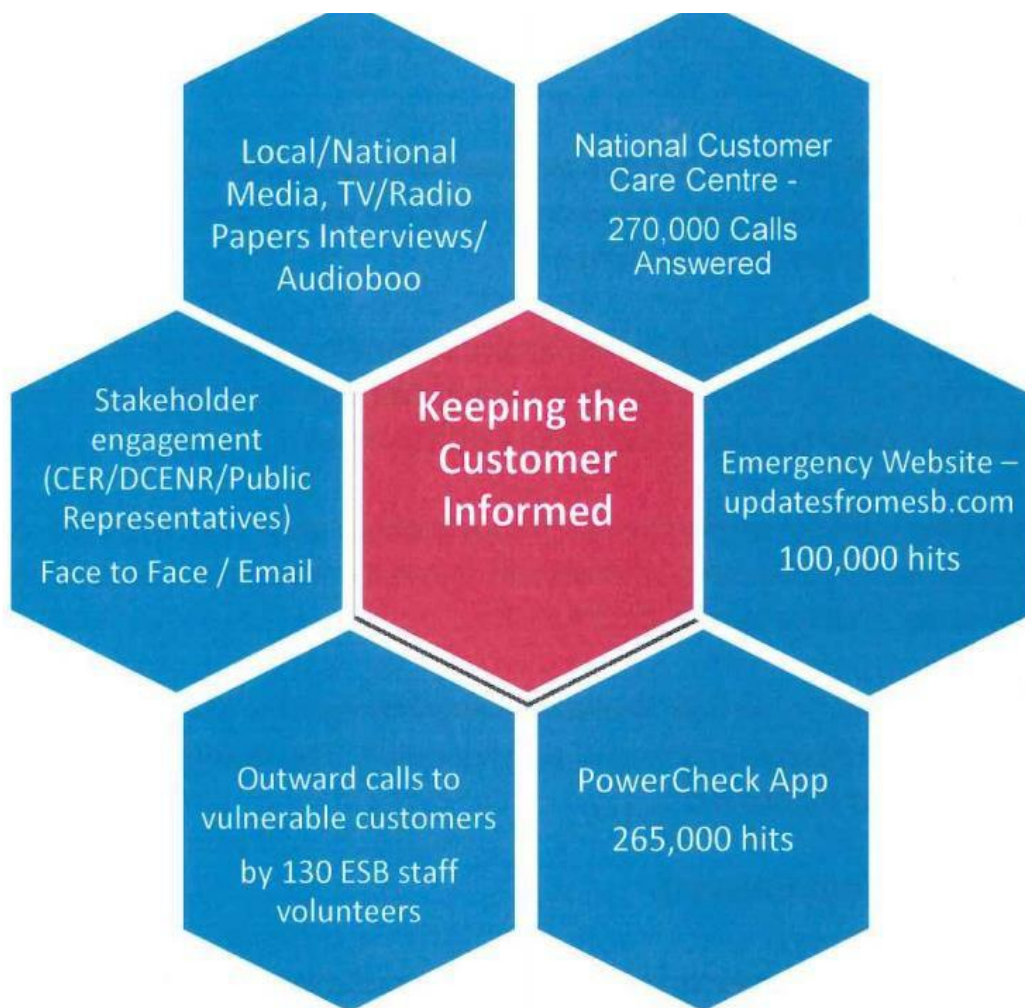 Local/National
Media, TV/Radio
Papers Interviews/
Audioboo
National Customer
Care Centre -
270,000 Calls
Answered
Stakeholder
engagement
(CER/DCENR/Public
Representatives)
Face to Face / Email
Keeping the
Customer
Informed
Emergency Website –
updatesfromesb.com
100,000 hits
Outward calls to
vulnerable customers
by 130 ESB staff
volunteers
PowerCheck App
265,000 hits